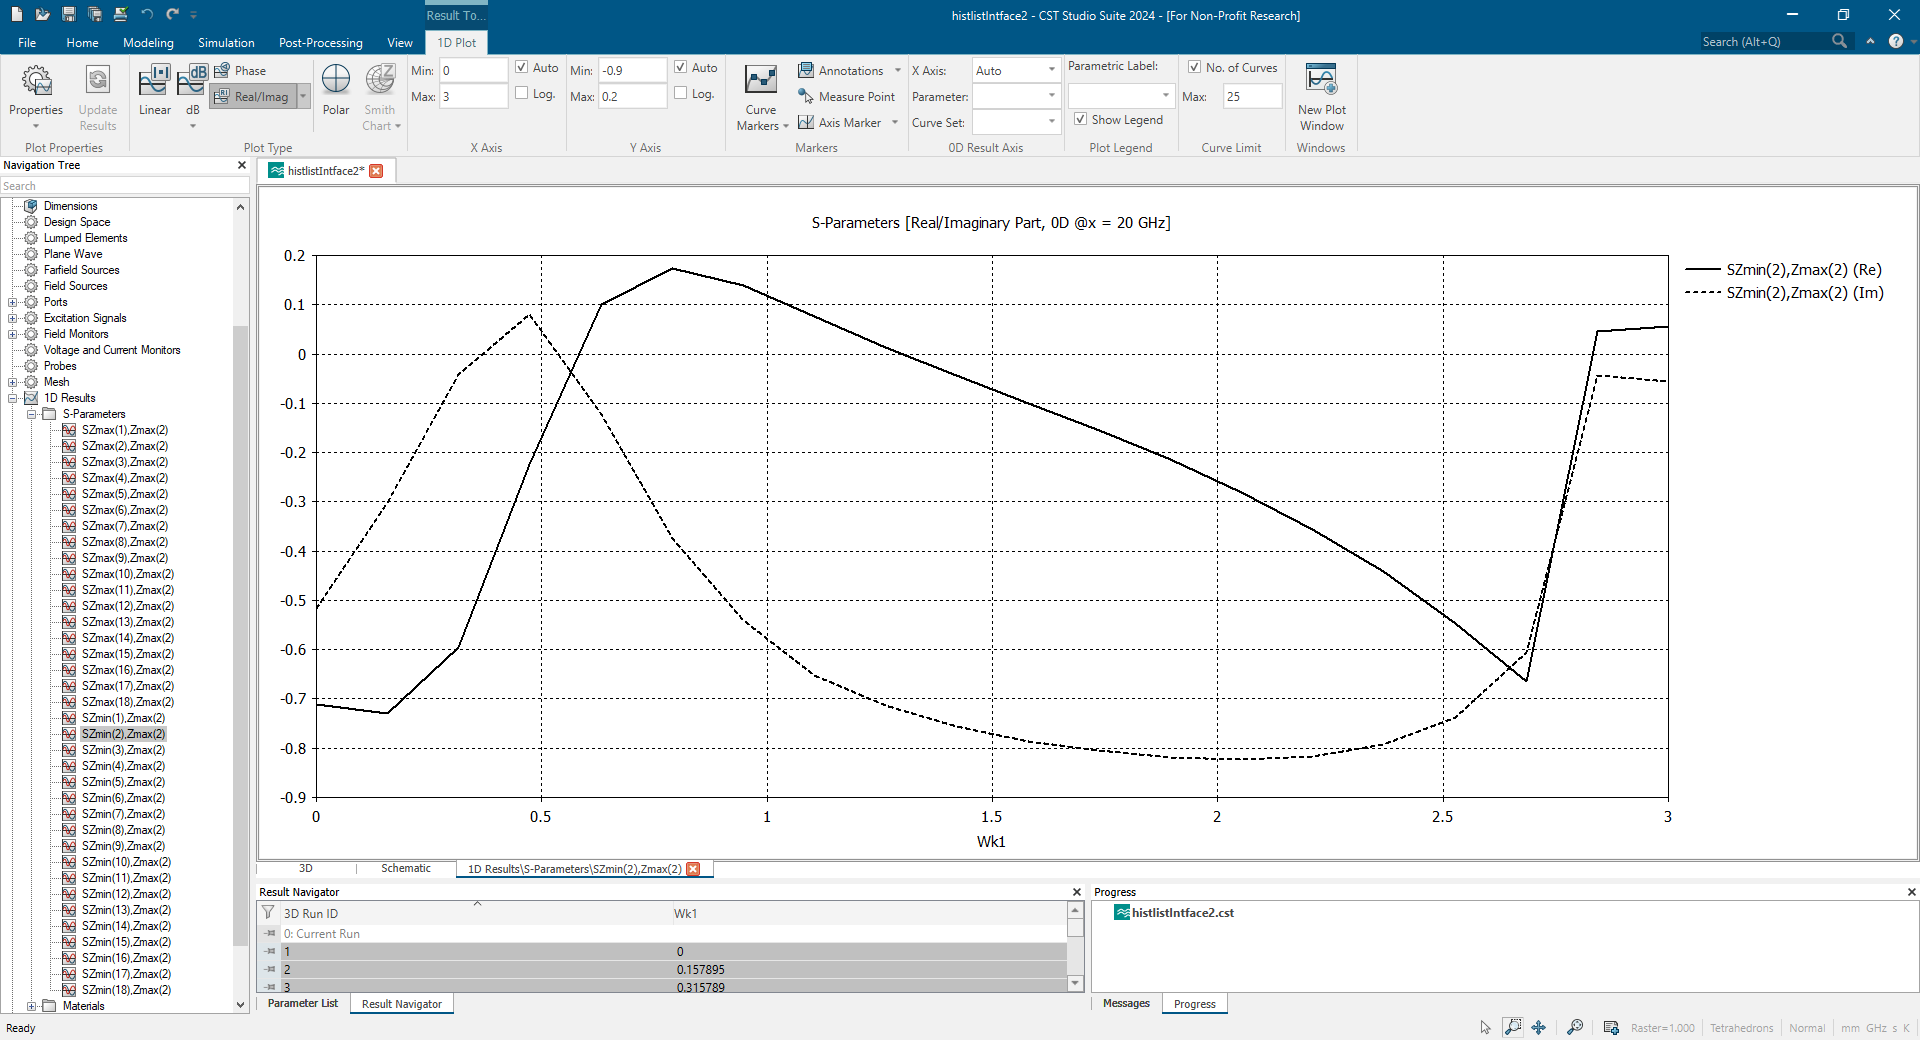 Result To...
histlistIntface2 - CST Studio Suite 2024 - [For Non-Profit Research]
File Home Modeling Simulation Post-Processing View 1D Plot
Search (Alt+Q)
Properties
Update Results
Plot Properties
Linear
dB
Phase
Real/Imag
Polar
Smith Chart
Plot Type
Min: 0
Max: 3
Auto
Log.
X Axis
Min: -0.9
Max: 0.2
Auto
Log.
Y Axis
Curve Markers
Annotations
Measure Point
Axis Marker
Markers
X Axis: Auto
Parameter:
Curve Set:
0D Result Axis
Parametric Label:
Show Legend
Plot Legend
No. of Curves
Max: 25
Curve Limit
New Plot Window
Windows
Navigation Tree
Search
Dimensions
Design Space
Lumped Elements
Plane Wave
Farfield Sources
Field Sources
Ports
Excitation Signals
Field Monitors
Voltage and Current Monitors
Probes
Mesh
1D Results
S-Parameters
SZmax(1),Zmax(2)
SZmax(2),Zmax(2)
SZmax(3),Zmax(2)
SZmax(4),Zmax(2)
SZmax(5),Zmax(2)
SZmax(6),Zmax(2)
SZmax(7),Zmax(2)
SZmax(8),Zmax(2)
SZmax(9),Zmax(2)
SZmax(10),Zmax(2)
SZmax(11),Zmax(2)
SZmax(12),Zmax(2)
SZmax(13),Zmax(2)
SZmax(14),Zmax(2)
SZmax(15),Zmax(2)
SZmax(16),Zmax(2)
SZmax(17),Zmax(2)
SZmax(18),Zmax(2)
SZmin(1),Zmax(2)
SZmin(2),Zmax(2)
SZmin(3),Zmax(2)
SZmin(4),Zmax(2)
SZmin(5),Zmax(2)
SZmin(6),Zmax(2)
SZmin(7),Zmax(2)
SZmin(8),Zmax(2)
SZmin(9),Zmax(2)
SZmin(10),Zmax(2)
SZmin(11),Zmax(2)
SZmin(12),Zmax(2)
SZmin(13),Zmax(2)
SZmin(14),Zmax(2)
SZmin(15),Zmax(2)
SZmin(16),Zmax(2)
SZmin(17),Zmax(2)
SZmin(18),Zmax(2)
Materials
histlistIntface2*
S-Parameters [Real/Imaginary Part, 0D @x = 20 GHz]
0.2
0.1
0
-0.1
-0.2
-0.3
-0.4
-0.5
-0.6
-0.7
-0.8
-0.9
0 0.5 1 1.5 2 2.5 3
Wk1
SZmin(2),Zmax(2) (Re)
SZmin(2),Zmax(2) (Im)
3D Schematic 1D Results\S-Parameters\SZmin(2),Zmax(2)
Result Navigator
3D Run ID Wk1
0: Current Run
1 0
2 0.157895
3 0.315789
Parameter List Result Navigator
Progress
histlistIntface2.cst
Messages Progress
Ready
Raster=1.000 Tetrahedrons Normal mm GHz s K